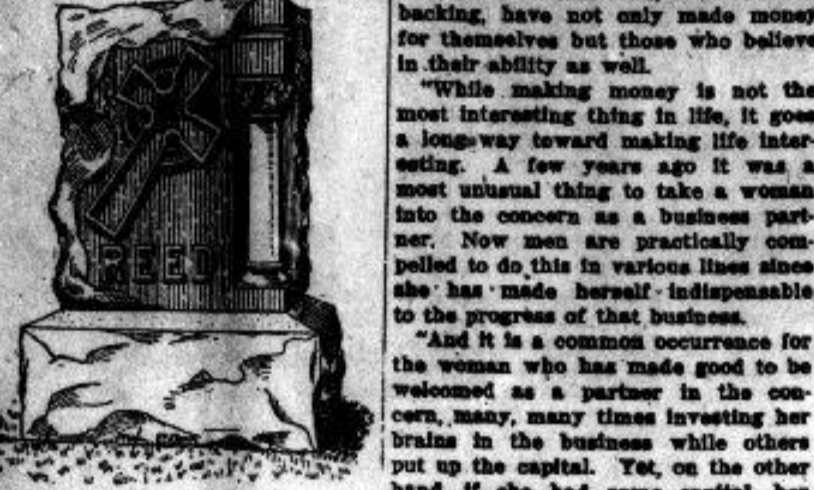 REED
backing, have not only made money
for themselves but those who believe
in their ability as well.
"While making money is not the
most interesting thing in life, it goes
a long way toward making life inter-
esting. A few years ago it was a
most unusual thing to take a woman
into the concern as a business part-
ner. Now men are practically com-
pelled to do this in various lines since
she has made herself indispensable
to the progress of that business.
"And it is a common occurrence for
the woman who has made good to be
welcomed as a partner in the con-
cern, many, many times investing her
brains in the business while others
put up the capital. Yet, on the other